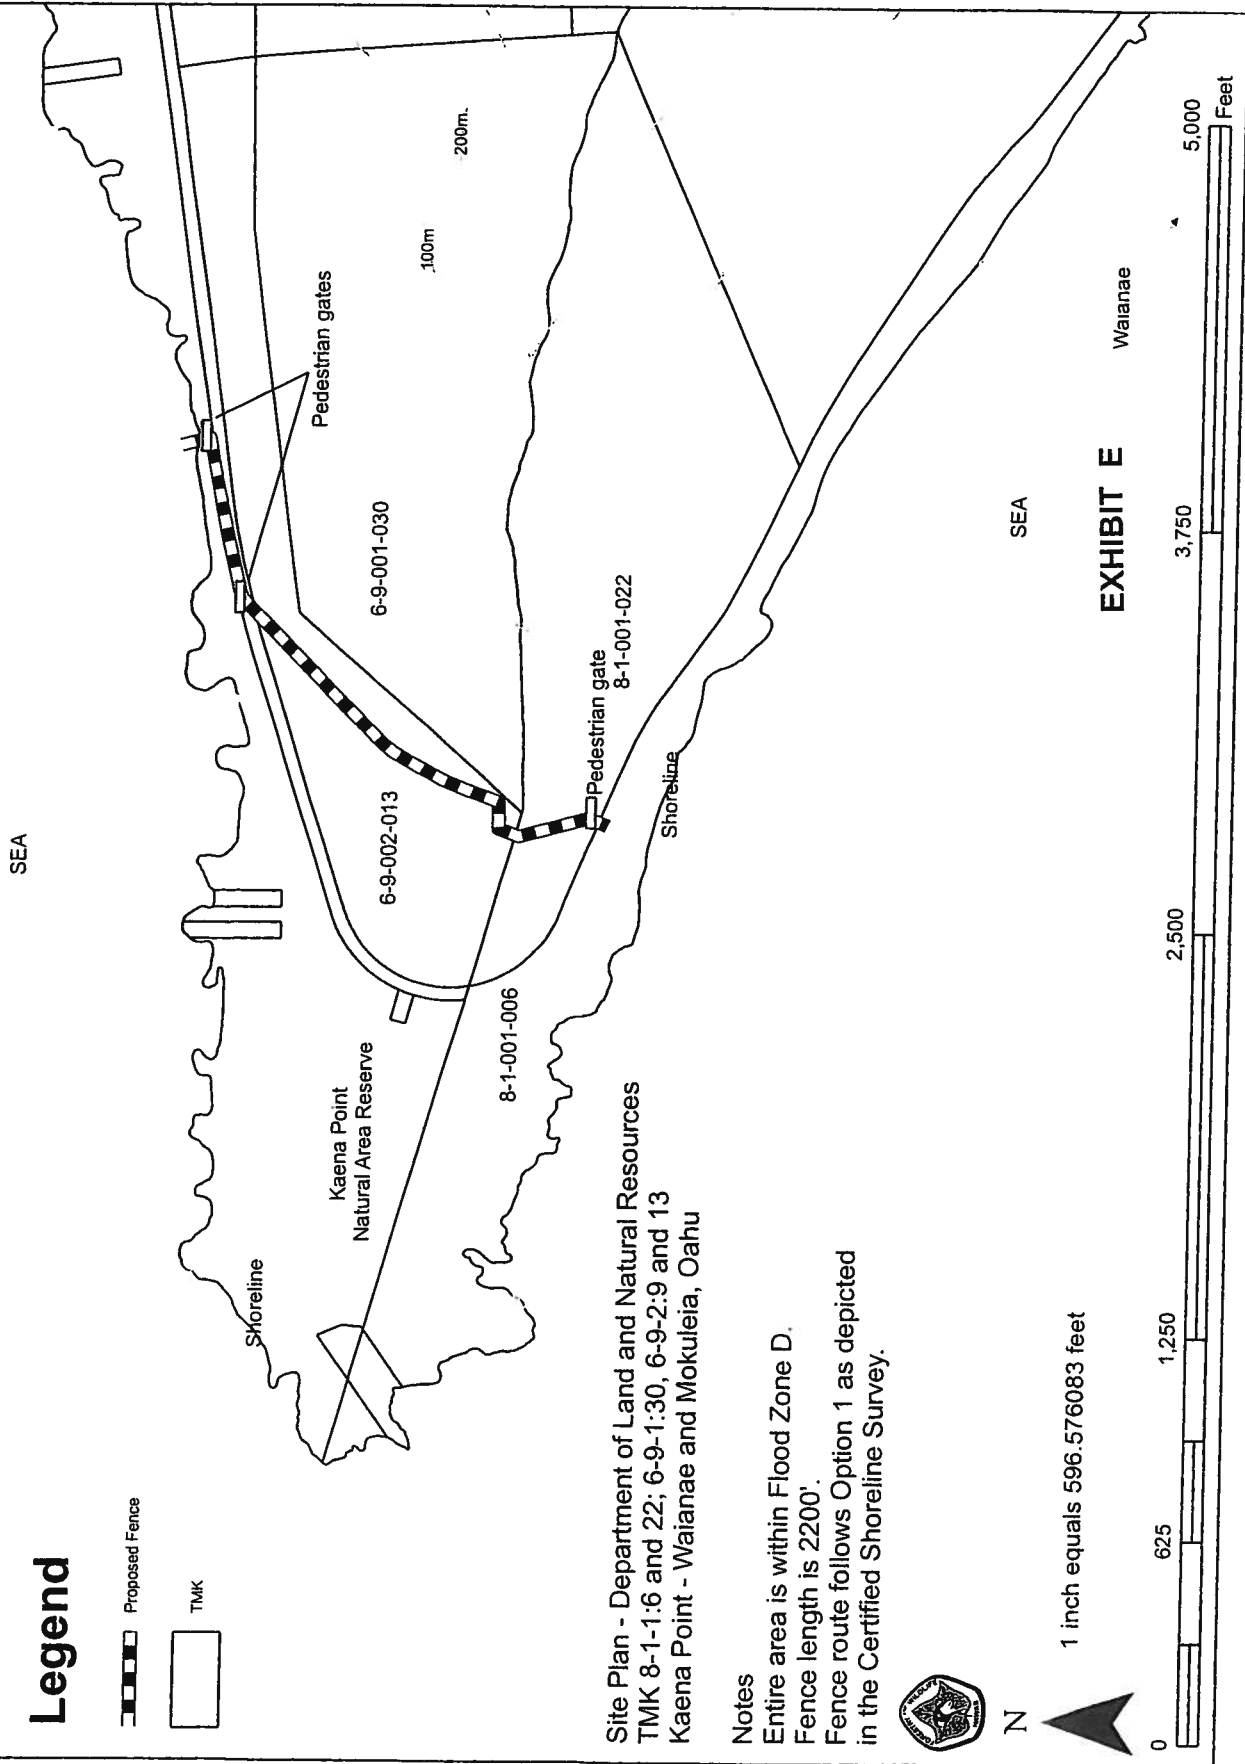 Legend
Proposed Fence
TMK
SEA
Shoreline
Kaena Point
Natural Area Reserve
6-9-002-013
8-1-001-006
6-9-001-030
Pedestrian gates
100m
200m.
Pedestrian gate
8-1-001-022
Shoreline
SEA
Waianae
EXHIBIT E
Site Plan - Department of Land and Natural Resources
TMK 8-1-1:6 and 22; 6-9-1:30, 6-9-2:9 and 13
Kaena Point - Waianae and Mokuleia, Oahu
Notes
Entire area is within Flood Zone D.
Fence length is 2200'.
Fence route follows Option 1 as depicted
in the Certified Shoreline Survey.
N
1 inch equals 596.576083 feet
0 625 1,250 2,500 3,750 5,000
Feet